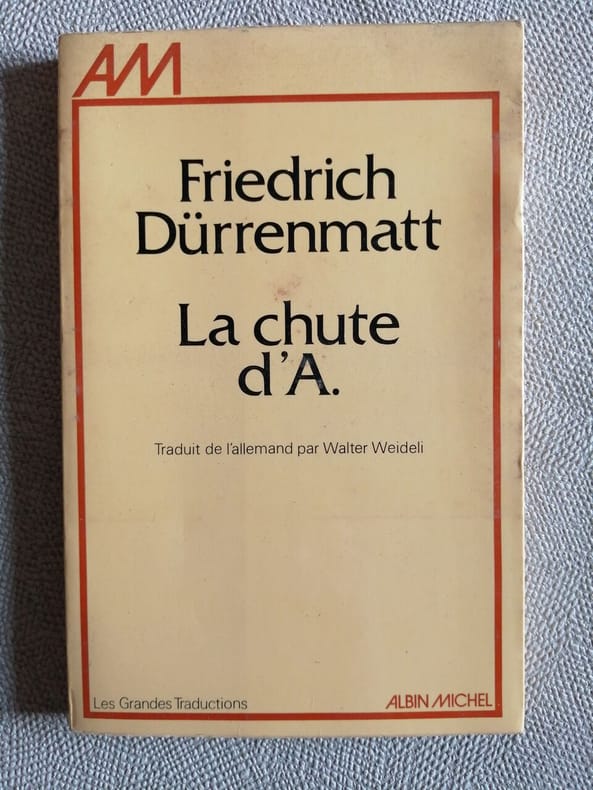 AM
Friedrich
Dürrenmatt
La chute
d'A.
Traduit de l'allemand par Walter Weideli
Les Grandes Traductions
ALBIN MICHEL